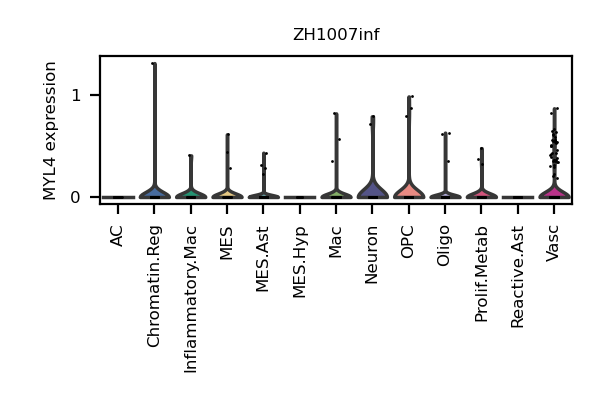 ZH1007inf
MYL4 expression
1
0
AC
Chromatin.Reg
Inflammatory.Mac
MES
MES.Ast
MES.Hyp
Mac
Neuron
OPC
Oligo
Prolif.Metab
Reactive.Ast
Vasc